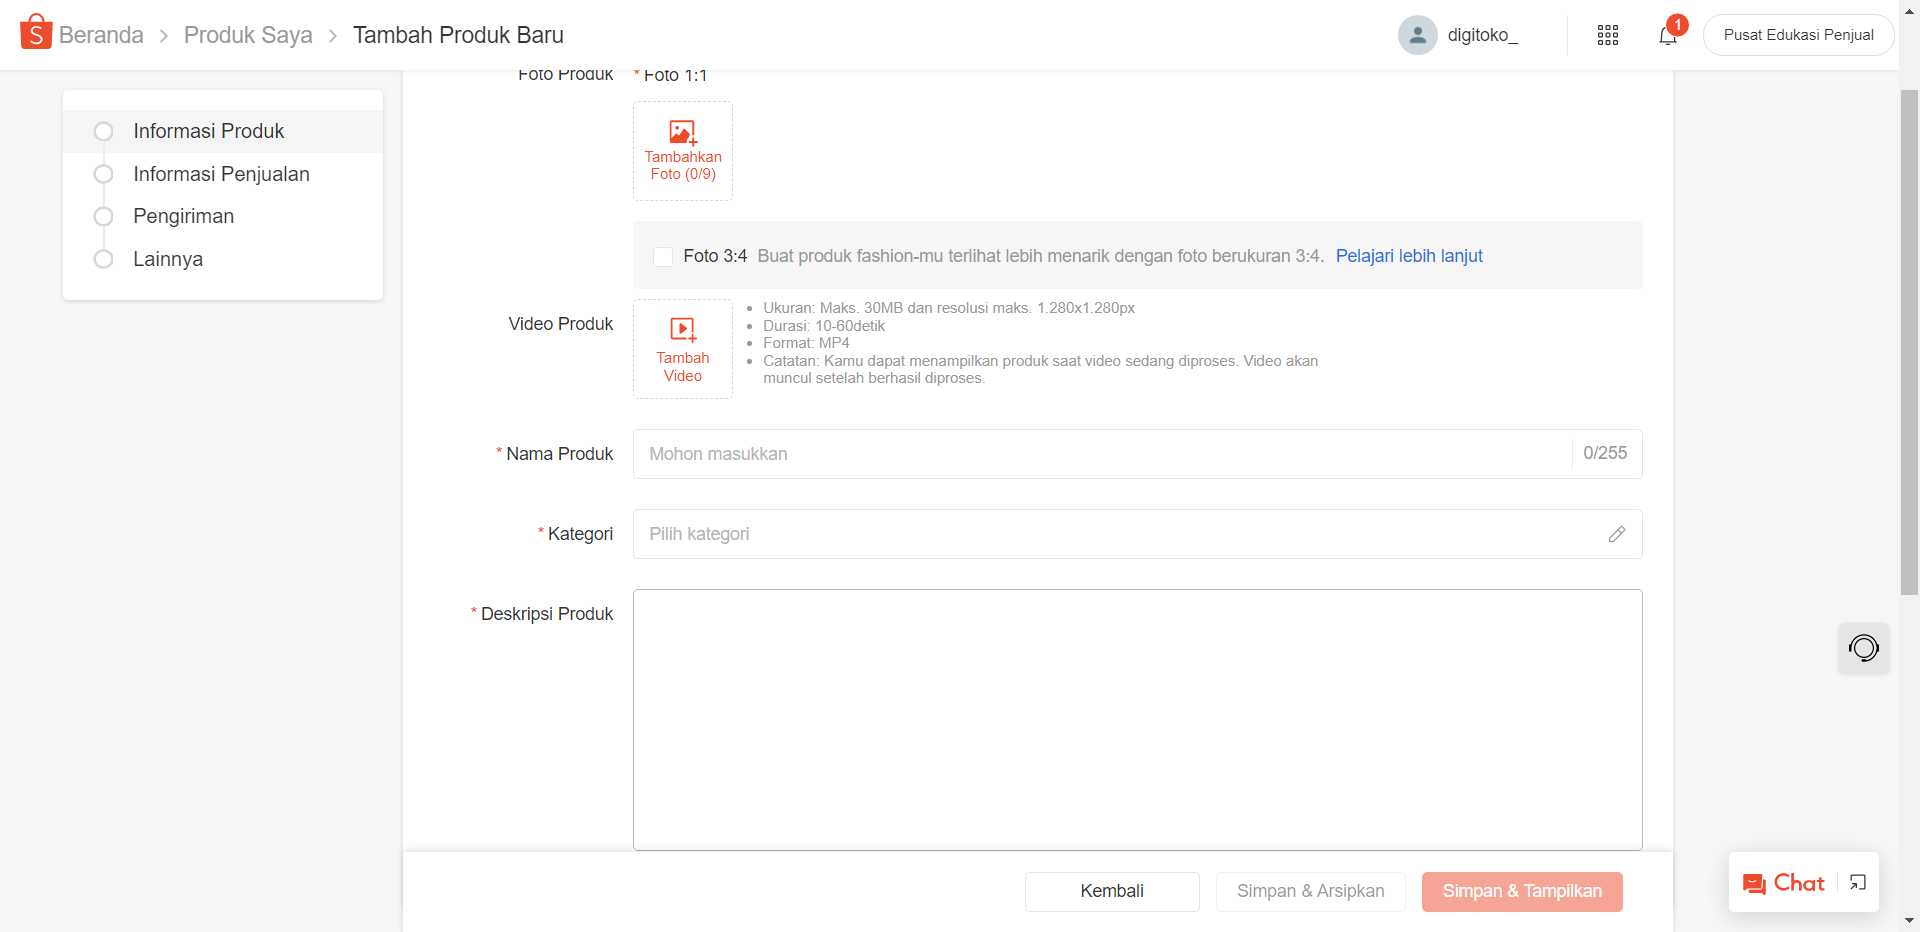 Beranda > Produk Saya > Tambah Produk Baru
digitoko_
1
Pusat Edukasi Penjual
Informasi Produk
Informasi Penjualan
Pengiriman
Lainnya
Foto Produk
* Foto 1:1
Tambahkan
Foto (0/9)
Foto 3:4 Buat produk fashion-mu terlihat lebih menarik dengan foto berukuran 3:4. Pelajari lebih lanjut
Video Produk
Tambah
Video
• Ukuran: Maks. 30MB dan resolusi maks. 1.280x1.280px
• Durasi: 10-60detik
• Format: MP4
• Catatan: Kamu dapat menampilkan produk saat video sedang diproses. Video akan
muncul setelah berhasil diproses.
* Nama Produk
Mohon masukkan
0/255
* Kategori
Pilih kategori
* Deskripsi Produk
Kembali
Simpan & Arsipkan
Simpan & Tampilkan
Chat